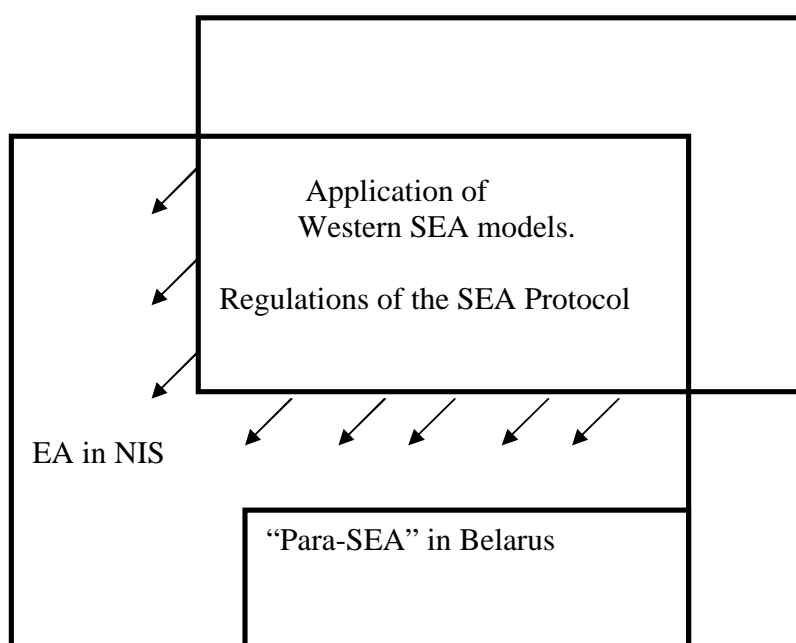 Application of
Western SEA models.
Regulations of the SEA Protocol
EA in NIS
“Para-SEA” in Belarus